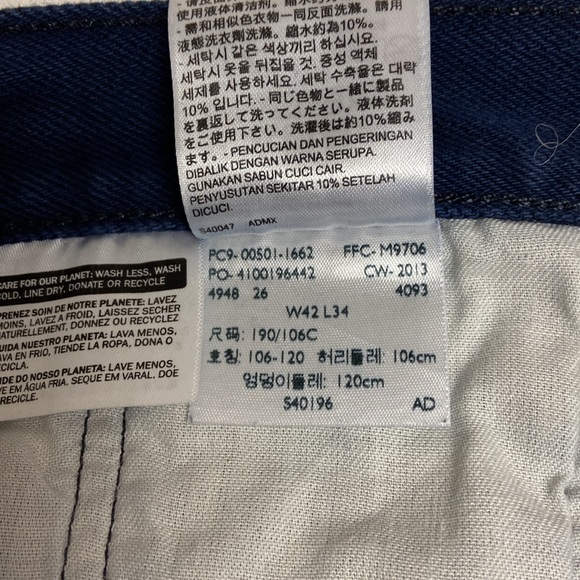 使用液体清洁剂。缩水约为10%。
- 需和相似色衣物一同反面洗滌。請用
液態洗衣劑洗滌。縮水約為10%。
- 세탁시 같은 색상끼리 하십시요.
세탁시 옷을 뒤집을 것. 중성 액체
세제를 사용하세요. 세탁 수축율은 대략
10% 입니다. - 同じ色物と一緒に製品
を裏返して洗ってください。液体洗剤
をご使用下さい。洗濯後は約10%縮み
ます。- PENCUCIAN DAN PENGERINGAN
DIBALIK DENGAN WARNA SERUPA.
GUNAKAN SABUN CUCI CAIR.
PENYUSUTAN SEKITAR 10% SETELAH
DICUCI.
S40047 ADMX
PC9- 00501-1662 FFC- M9706
PO- 4100196442 CW- 2013
4948 26 4093
W42 L34
尺码: 190/106C
호칭: 106-120 허리둘레: 106cm
엉덩이둘레: 120cm
S40196 AD
CARE FOR OUR PLANET: WASH LESS, WASH
COLD, LINE DRY, DONATE OR RECYCLE
PRENEZ SOIN DE NOTRE PLANETE: LAVEZ
MOINS, LAVEZ A FROID, LAISSEZ SECHER
NATURELLEMENT, DONNEZ OU RECYCLEZ
CUIDA NUESTRO PLANETA: LAVA MENOS,
LAVA EN FRIO, TIENDE LA ROPA, DONA O
RECICLA.
CUIDE DO NOSSO PLANETA: LAVE MENOS,
LAVE EM ÁGUA FRIA. SEQUE EM VARAL. DOE
RECICLE.